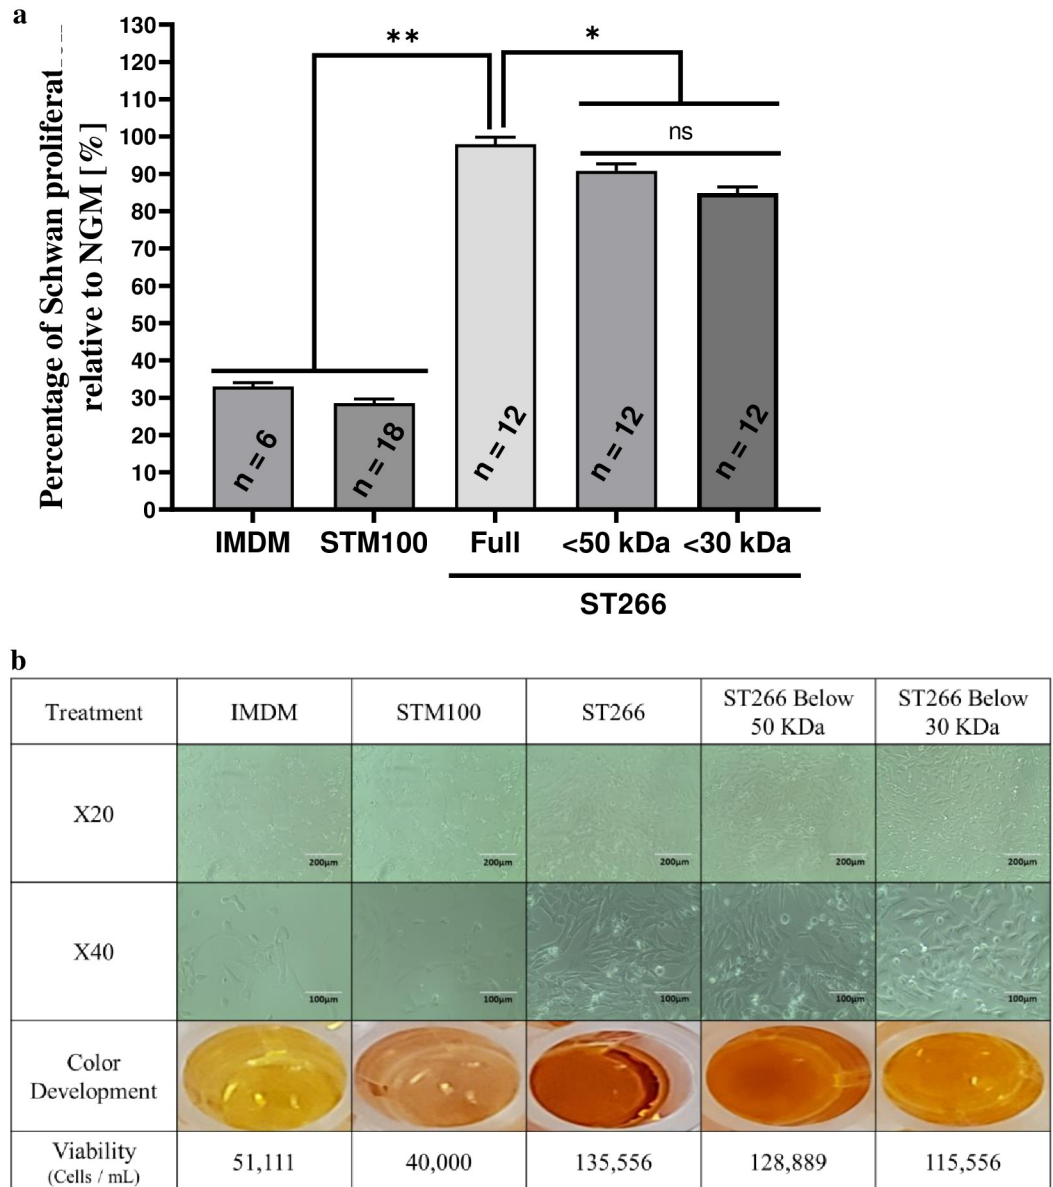 a
Percentage of Schwan
relative to NGM [%]
130
120
110
100
90
80
70
60
50
40
30
20
10
0
**
*
ns
n = 6
n = 18
n = 12
n = 12
n = 12
IMDM STM100 Full <50 kDa <30 kDa
ST266
b
Treatment IMDM STM100 ST266 ST266 Below 50 KDa ST266 Below 30 KDa
X20
200µm 200µm 200µm 200µm 200µm
X40
100µm 100µm 100µm 100µm 100µm
Color
Development
Viability
(Cells / mL)
51,111 40,000 135,556 128,889 115,556